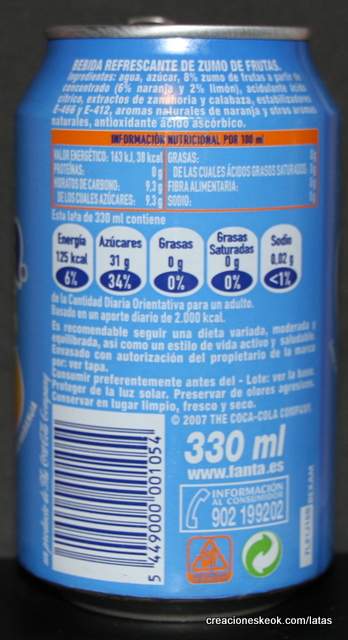 BEBIDA REFRESCANTE DE ZUMO DE FRUTAS.
Ingredientes: agua, azúcar, 8% zumo de frutas a partir de
concentrado (6% naranja y 2% limón), acidulante ácido
cítrico, extractos de zanahoria y calabaza, estabilizadores
E-466 y E-412, aromas naturales de naranja y otros aromas
naturales, antioxidante ácido ascórbico.
INFORMACIÓN NUTRICIONAL POR 100 ml
VALOR ENERGÉTICO: 163 kJ, 38 kcal GRASAS: 0g
PROTEÍNAS: 0 g DE LAS CUALES ÁCIDOS GRASOS SATURADOS: 0g
HIDRATOS DE CARBONO: 9,3 g FIBRA ALIMENTARIA: 0g
DE LOS CUALES AZÚCARES: 9,3 g SODIO: 0g
Esta lata de 330 ml contiene
Energía Azúcares Grasas Grasas Saturadas Sodio
125 kcal 31 g 0 g 0 g 0,02 g
6% 34% 0% 0% <1%
de la Cantidad Diaria Orientativa para un adulto.
Basado en un aporte diario de 2.000 kcal.
Es recomendable seguir una dieta variada, moderada y
equilibrada, así como un estilo de vida activo y saludable.
Envasado con autorización del propietario de la marca
por: ver tapa.
Consumir preferentemente antes del - Lote: ver la base.
Proteger de la luz solar. Preservar de olores agresivos.
Conservar en lugar limpio, fresco y seco.
© 2007 THE COCA-COLA COMPANY.
330 ml
www.fanta.es
INFORMACIÓN
AL CONSUMIDOR
902 199202
5 449000 001054
REXAM
creacioneskeok.com/latas